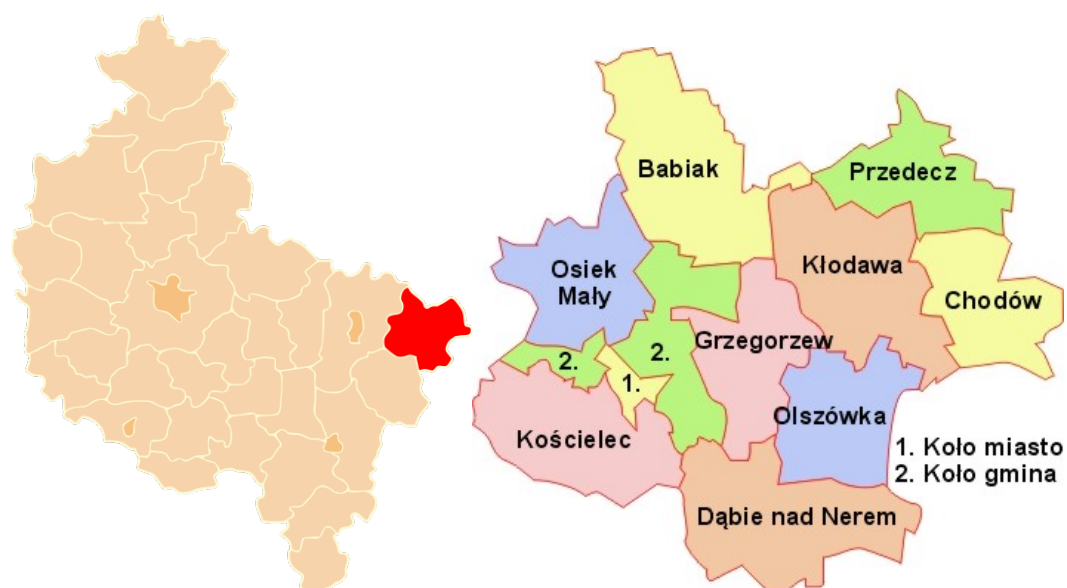 Babiak
Przedecz
Osiek
Mały
Kłodawa
Chodów
Grzegorzew
2.
2.
1.
Kościelec
Olszówka
1. Koło miasto
2. Koło gmina
Dąbie nad Nerem